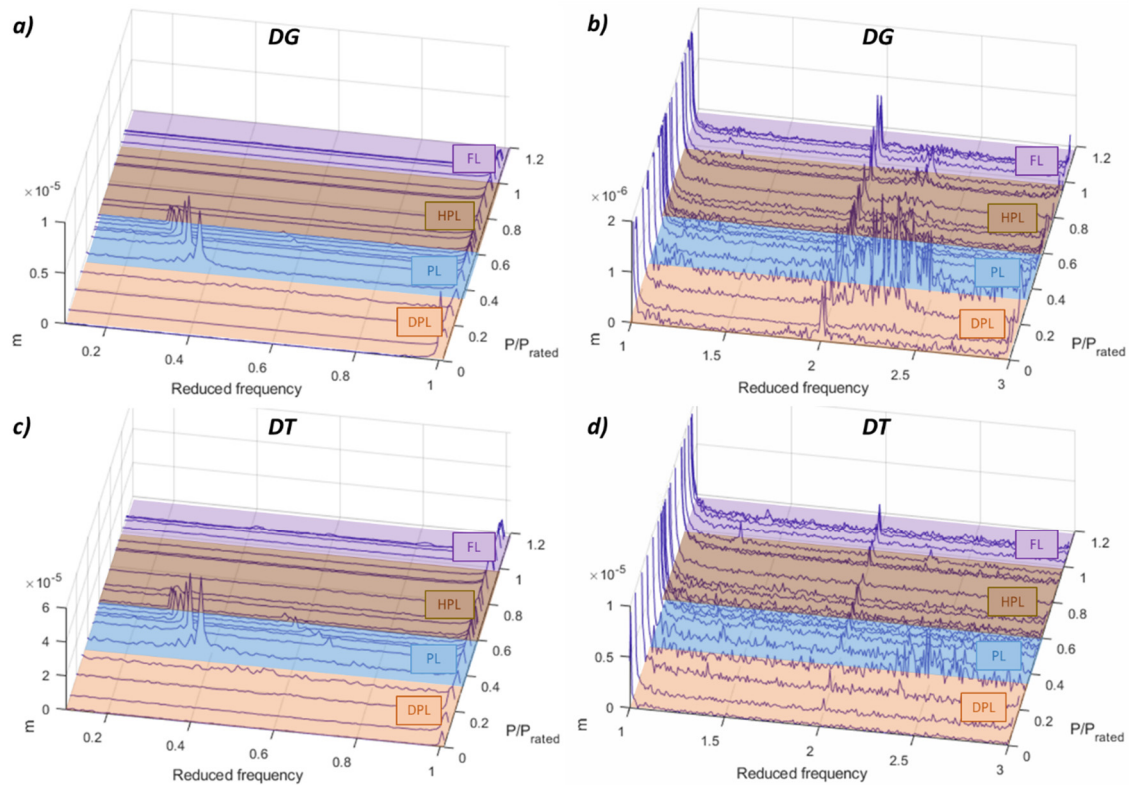 a)
DG
× 10⁻⁵
1
0.5
0
m
0.2
0.4
0.6
0.8
1
Reduced frequency
0
0.2
0.4
0.6
0.8
1
1.2
P/Prated
FL
HPL
PL
DPL
b)
DG
× 10⁻⁶
2
1
0
m
1
1.5
2
2.5
3
Reduced frequency
0
0.2
0.4
0.6
0.8
1
1.2
P/Prated
FL
HPL
PL
DPL
c)
DT
× 10⁻⁵
6
4
2
0
m
0.2
0.4
0.6
0.8
1
Reduced frequency
0
0.2
0.4
0.6
0.8
1
1.2
P/Prated
FL
HPL
PL
DPL
d)
DT
× 10⁻⁵
1
0.5
0
m
1
1.5
2
2.5
3
Reduced frequency
0
0.2
0.4
0.6
0.8
1
1.2
P/Prated
FL
HPL
PL
DPL